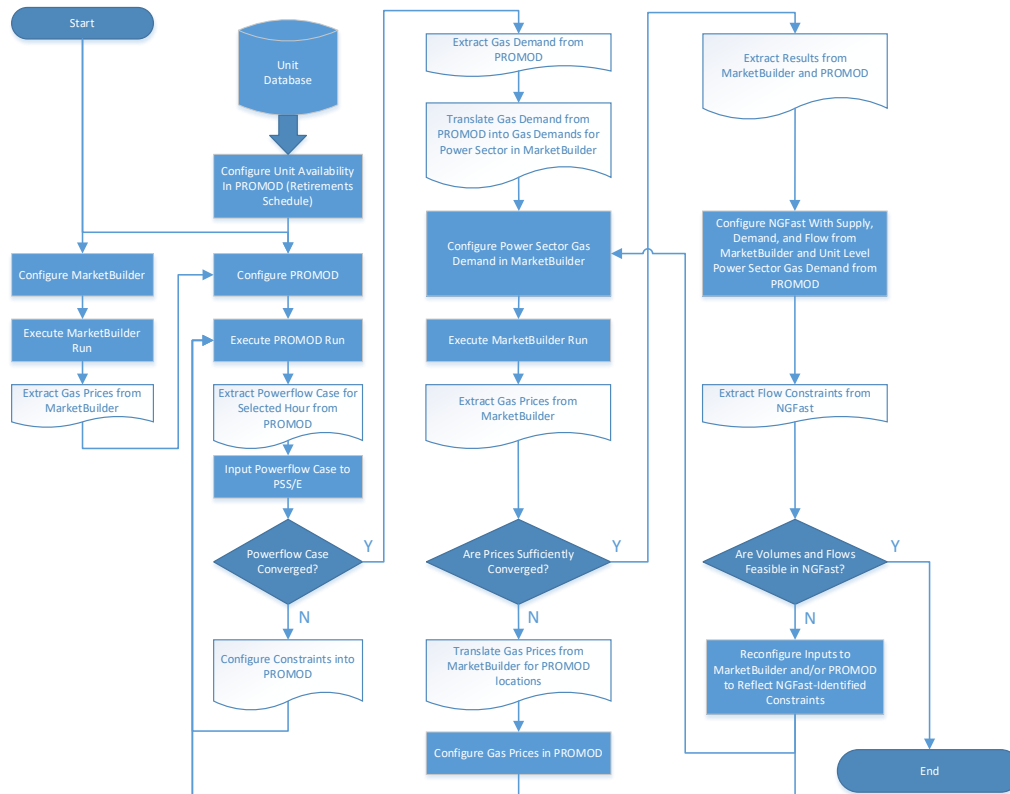 Start
Unit
Database
Configure Unit Availability
In PROMOD (Retirements
Schedule)
Configure MarketBuilder
Configure PROMOD
Execute MarketBuilder
Run
Execute PROMOD Run
Extract Gas Prices from
MarketBuilder
Extract Powerflow Case for
Selected Hour from
PROMOD
Input Powerflow Case to
PSS/E
Powerflow Case
Converged?
Y
N
Configure Constraints into
PROMOD
Extract Gas Demand from
PROMOD
Translate Gas Demand from
PROMOD into Gas Demands for
Power Sector in MarketBuilder
Configure Power Sector Gas
Demand in MarketBuilder
Execute MarketBuilder Run
Extract Gas Prices from
MarketBuilder
Are Prices Sufficiently
Converged?
Y
N
Translate Gas Prices from
MarketBuilder for PROMOD
locations
Configure Gas Prices in PROMOD
Extract Results from
MarketBuilder and PROMOD
Configure NGFast With Supply,
Demand, and Flow from
MarketBuilder and Unit Level
Power Sector Gas Demand from
PROMOD
Extract Flow Constraints from
NGFast
Are Volumes and Flows
Feasible in NGFast?
Y
N
Reconfigure Inputs to
MarketBuilder and/or PROMOD
to Reflect NGFast-Identified
Constraints
End